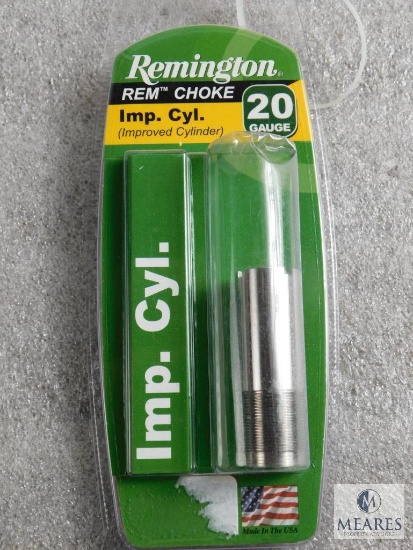 Remington
REM™ CHOKE
Imp. Cyl.
(Improved Cylinder)
20
GAUGE
Imp. Cyl.
Made In The USA
M
MEARES